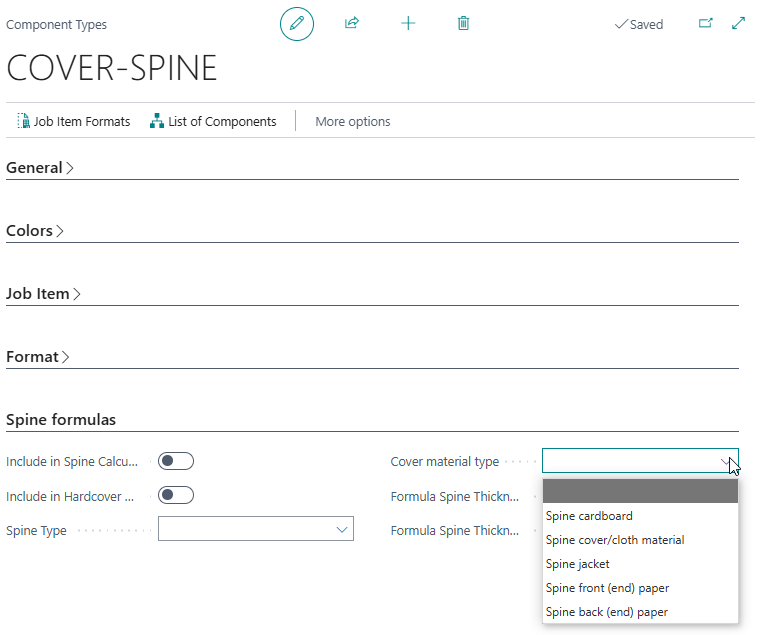 Component Types
Saved
COVER-SPINE
Job Item Formats List of Components More options
General
Colors
Job Item
Format
Spine formulas
Include in Spine Calcu...
Cover material type
Include in Hardcover ...
Formula Spine Thickn...
Spine Type
Formula Spine Thickn...
Spine cardboard
Spine cover/cloth material
Spine jacket
Spine front (end) paper
Spine back (end) paper